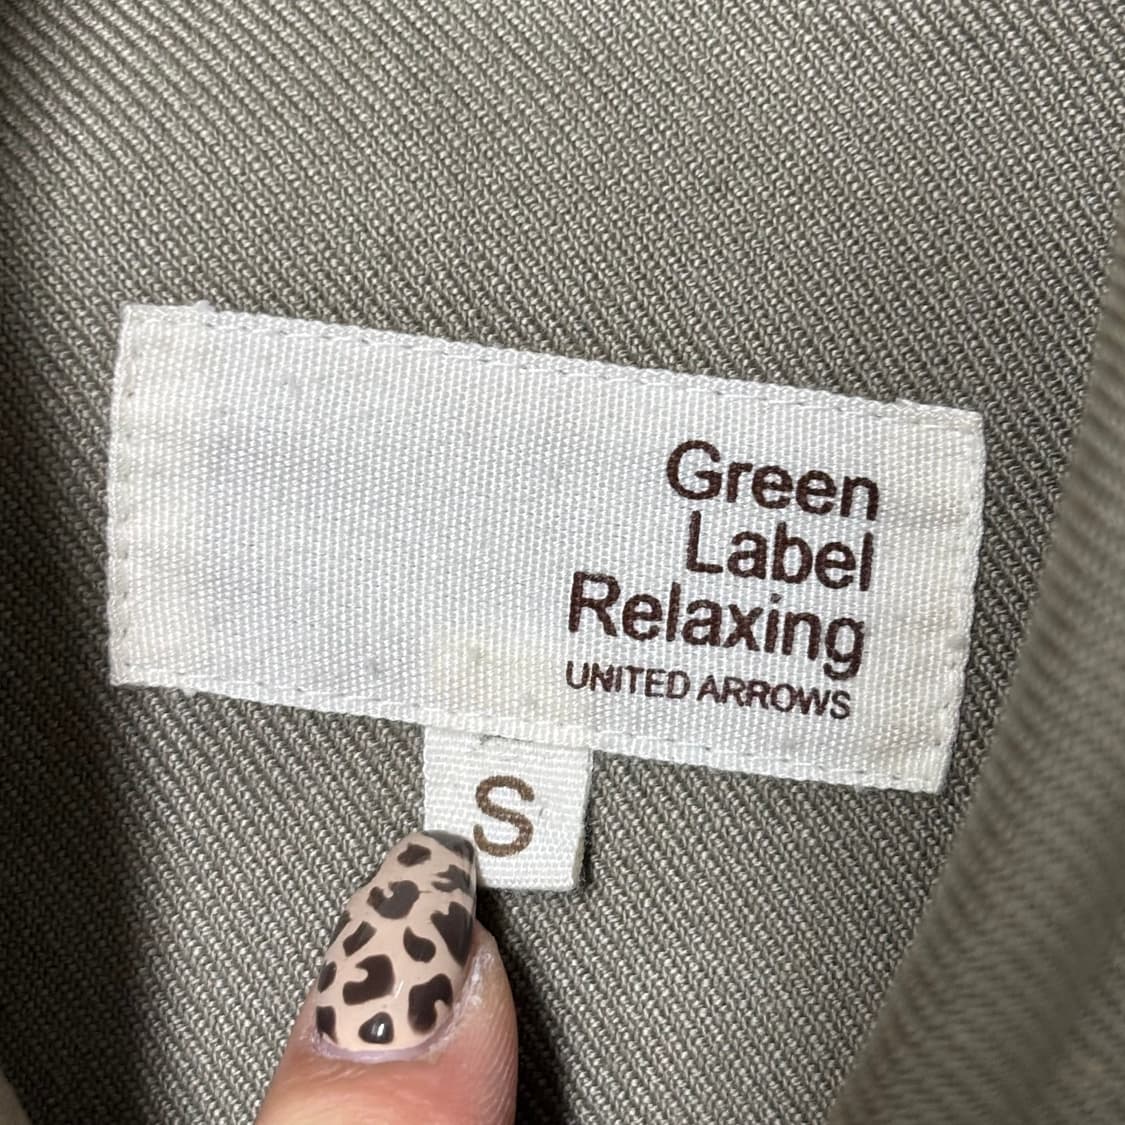 Green
Label
Relaxing
UNITED ARROWS
S